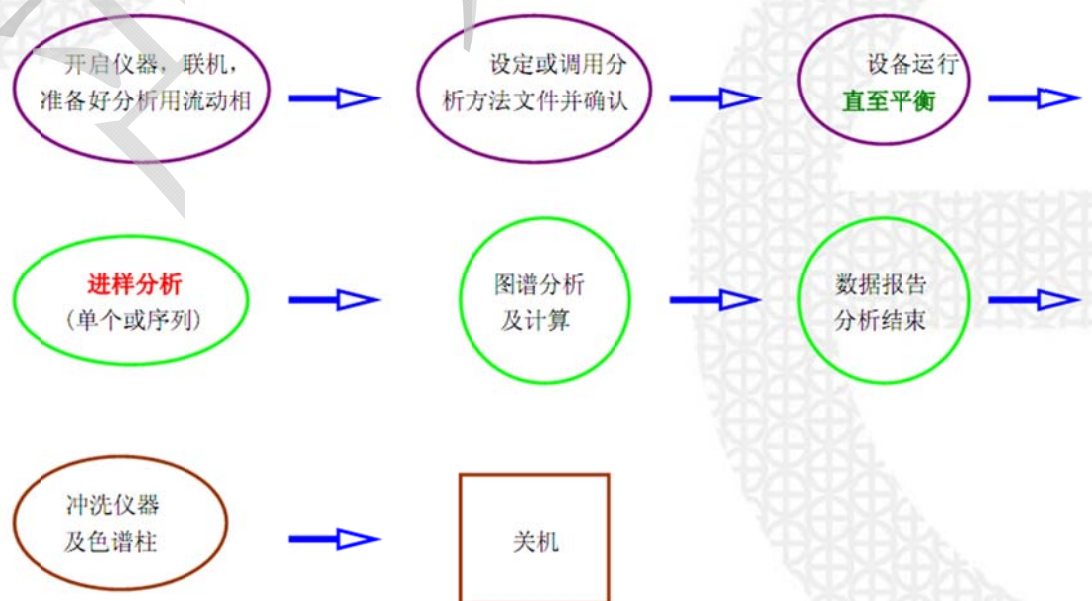 开启仪器，联机，
准备好分析用流动相
设定或调用分
析方法文件并确认
设备运行
直至平衡
进样分析
(单个或序列)
图谱分析
及计算
数据报告
分析结束
冲洗仪器
及色谱柱
关机